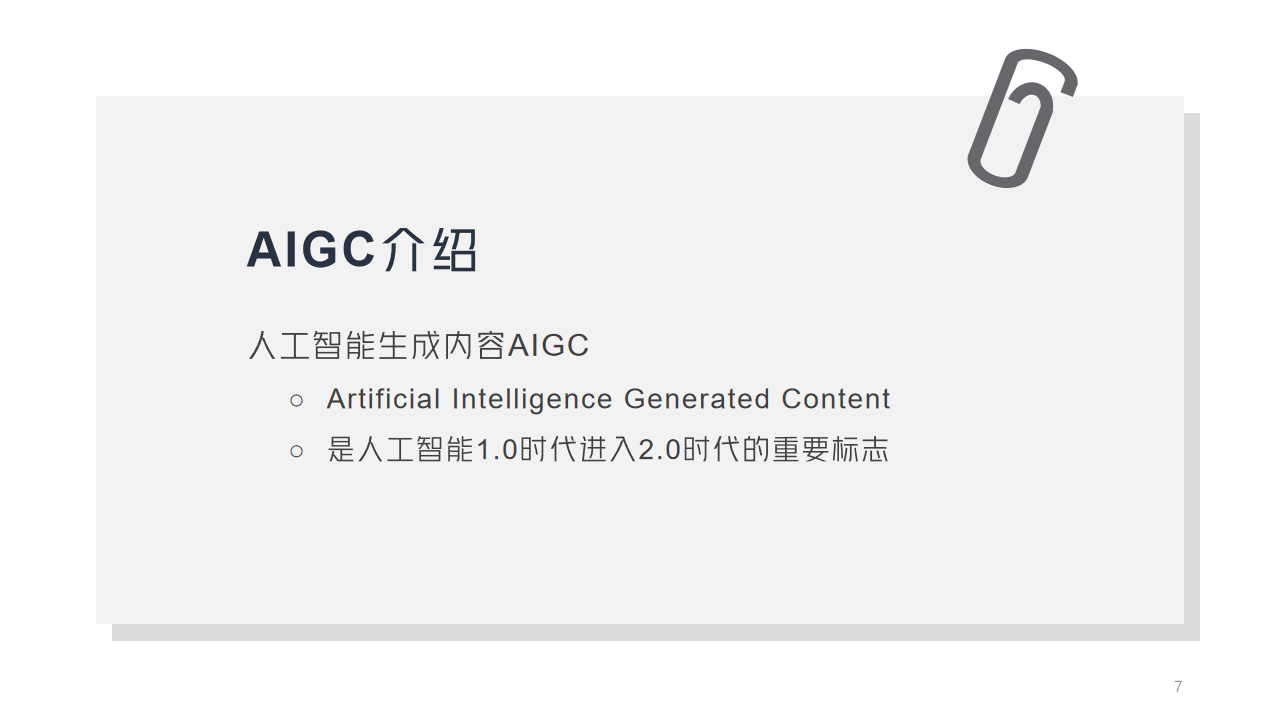 AIGC介绍
人工智能生成内容AIGC
○ Artificial Intelligence Generated Content
○ 是人工智能1.0时代进入2.0时代的重要标志
7